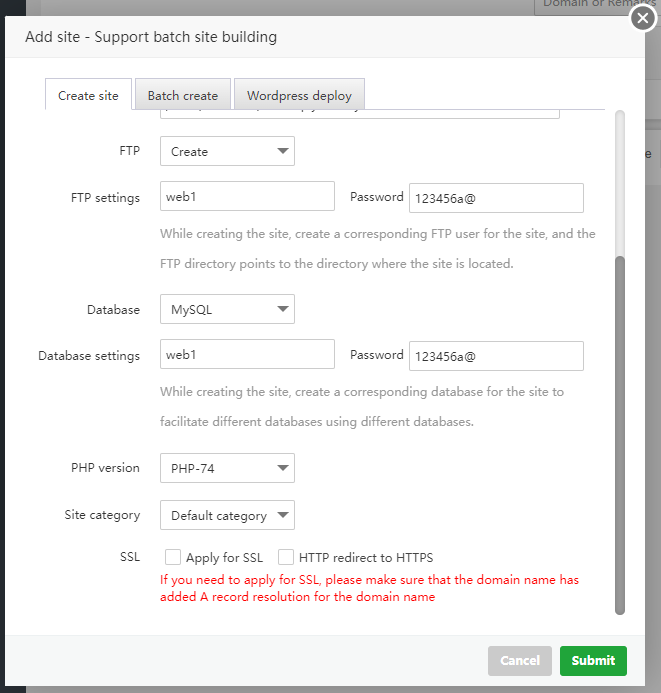 Domain or Remarks
Add site - Support batch site building
Create site Batch create Wordpress deploy
e
FTP Create
FTP settings web1 Password 123456a@
While creating the site, create a corresponding FTP user for the site, and the
FTP directory points to the directory where the site is located.
Database MySQL
Database settings web1 Password 123456a@
While creating the site, create a corresponding database for the site to
facilitate different databases using different databases.
PHP version PHP-74
Site category Default category
SSL Apply for SSL HTTP redirect to HTTPS
If you need to apply for SSL, please make sure that the domain name has
added A record resolution for the domain name
Cancel Submit